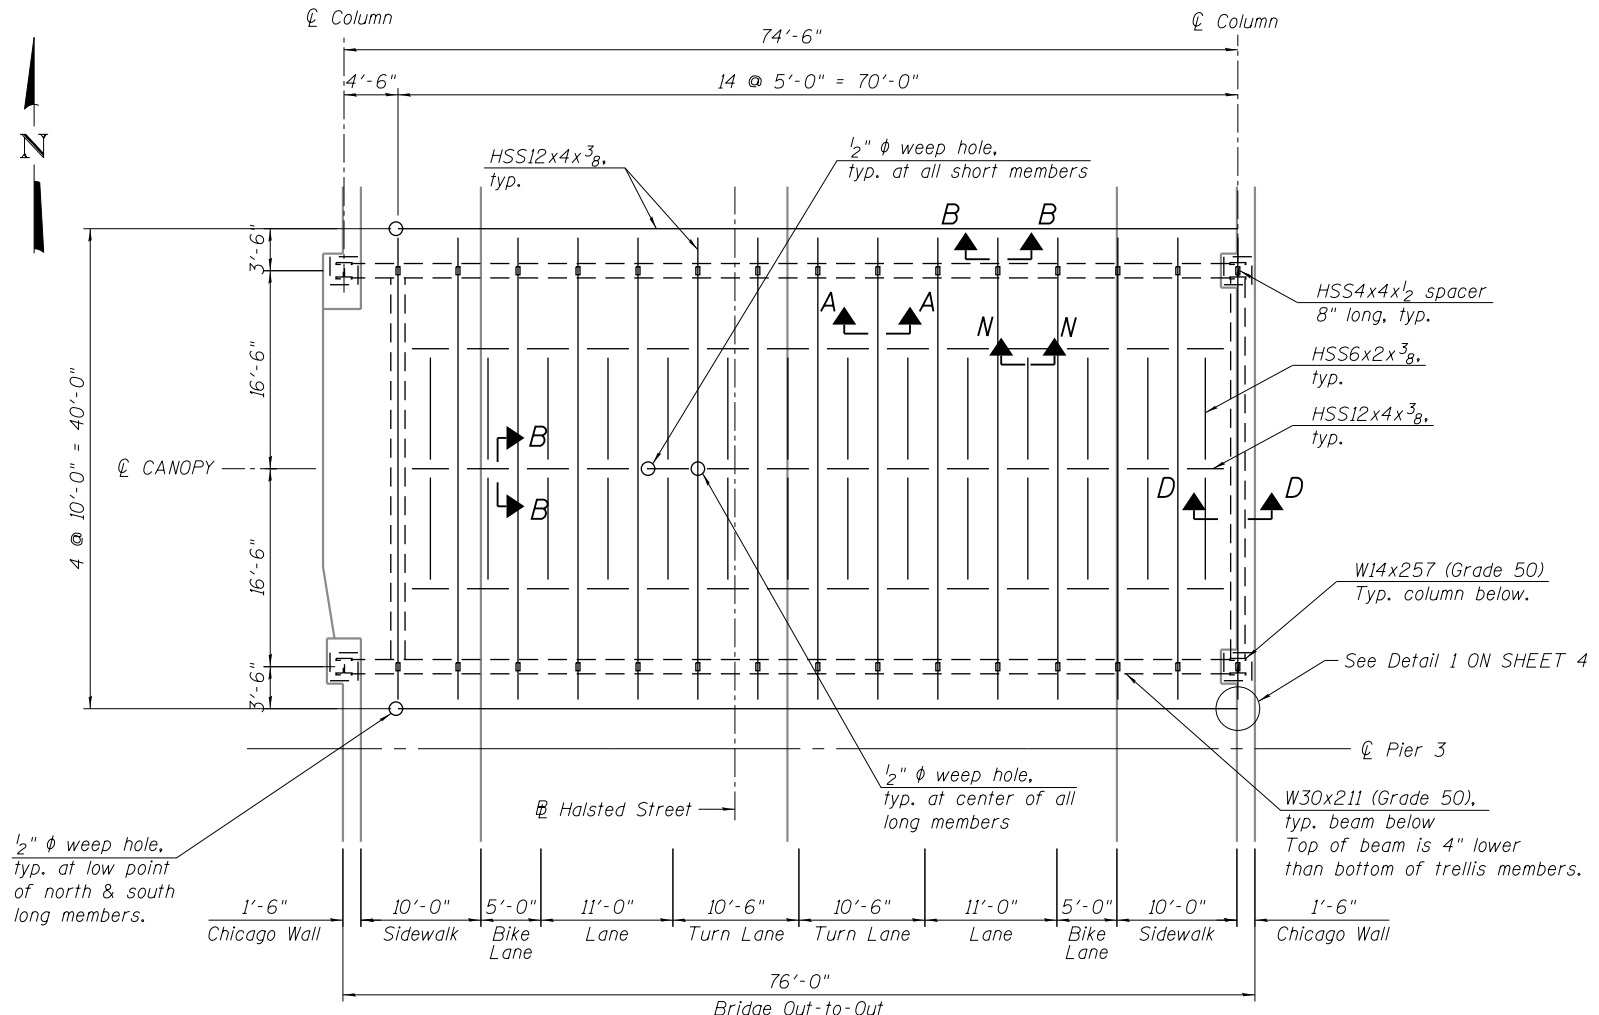 ℄ Column
℄ Column
74'-6"
4'-6"
14 @ 5'-0" = 70'-0"
N
HSS12x4x3/8,
typ.
1/2" ϕ weep hole,
typ. at all short members
B B
3'-6"
A A
N N
HSS4x4x1/2 spacer
8" long, typ.
HSS6x2x3/8,
typ.
HSS12x4x3/8,
typ.
16'-6"
4 @ 10'-0" = 40'-0"
B
℄ CANOPY
B
D D
16'-6"
W14x257 (Grade 50)
Typ. column below.
See Detail 1 ON SHEET 4
3'-6"
℄ Pier 3
1/2" ϕ weep hole,
typ. at center of all
long members
B Halsted Street
W30x211 (Grade 50),
typ. beam below
Top of beam is 4" lower
than bottom of trellis members.
1/2" ϕ weep hole,
typ. at low point
of north & south
long members.
1'-6" 10'-0" 5'-0" 11'-0" 10'-6" 10'-6" 11'-0" 5'-0" 10'-0" 1'-6"
Chicago Wall Sidewalk Bike Lane Turn Lane Turn Lane Lane Bike Sidewalk Chicago Wall
Lane Lane
76'-0"
Bridge Out-to-Out